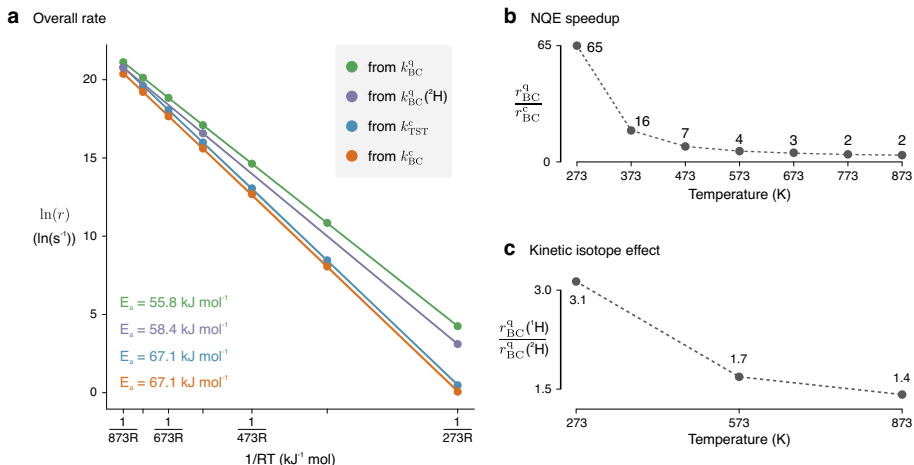 a Overall rate
20
15
10
5
0
ln(r)
(ln(s⁻¹))
from k^q_BC
from k^q_BC(²H)
from k^c_TST
from k^c_BC
Eₐ = 55.8 kJ mol⁻¹
Eₐ = 58.4 kJ mol⁻¹
Eₐ = 67.1 kJ mol⁻¹
Eₐ = 67.1 kJ mol⁻¹
1/873R 1/673R 1/473R 1/273R
1/RT (kJ⁻¹ mol)
b NQE speedup
65
0
r^q_BC
r^c_BC
65 16 7 4 3 2 2
273 373 473 573 673 773 873
Temperature (K)
c Kinetic isotope effect
3.0
1.5
r^q_BC(¹H)
r^q_BC(²H)
3.1 1.7 1.4
273 573 873
Temperature (K)